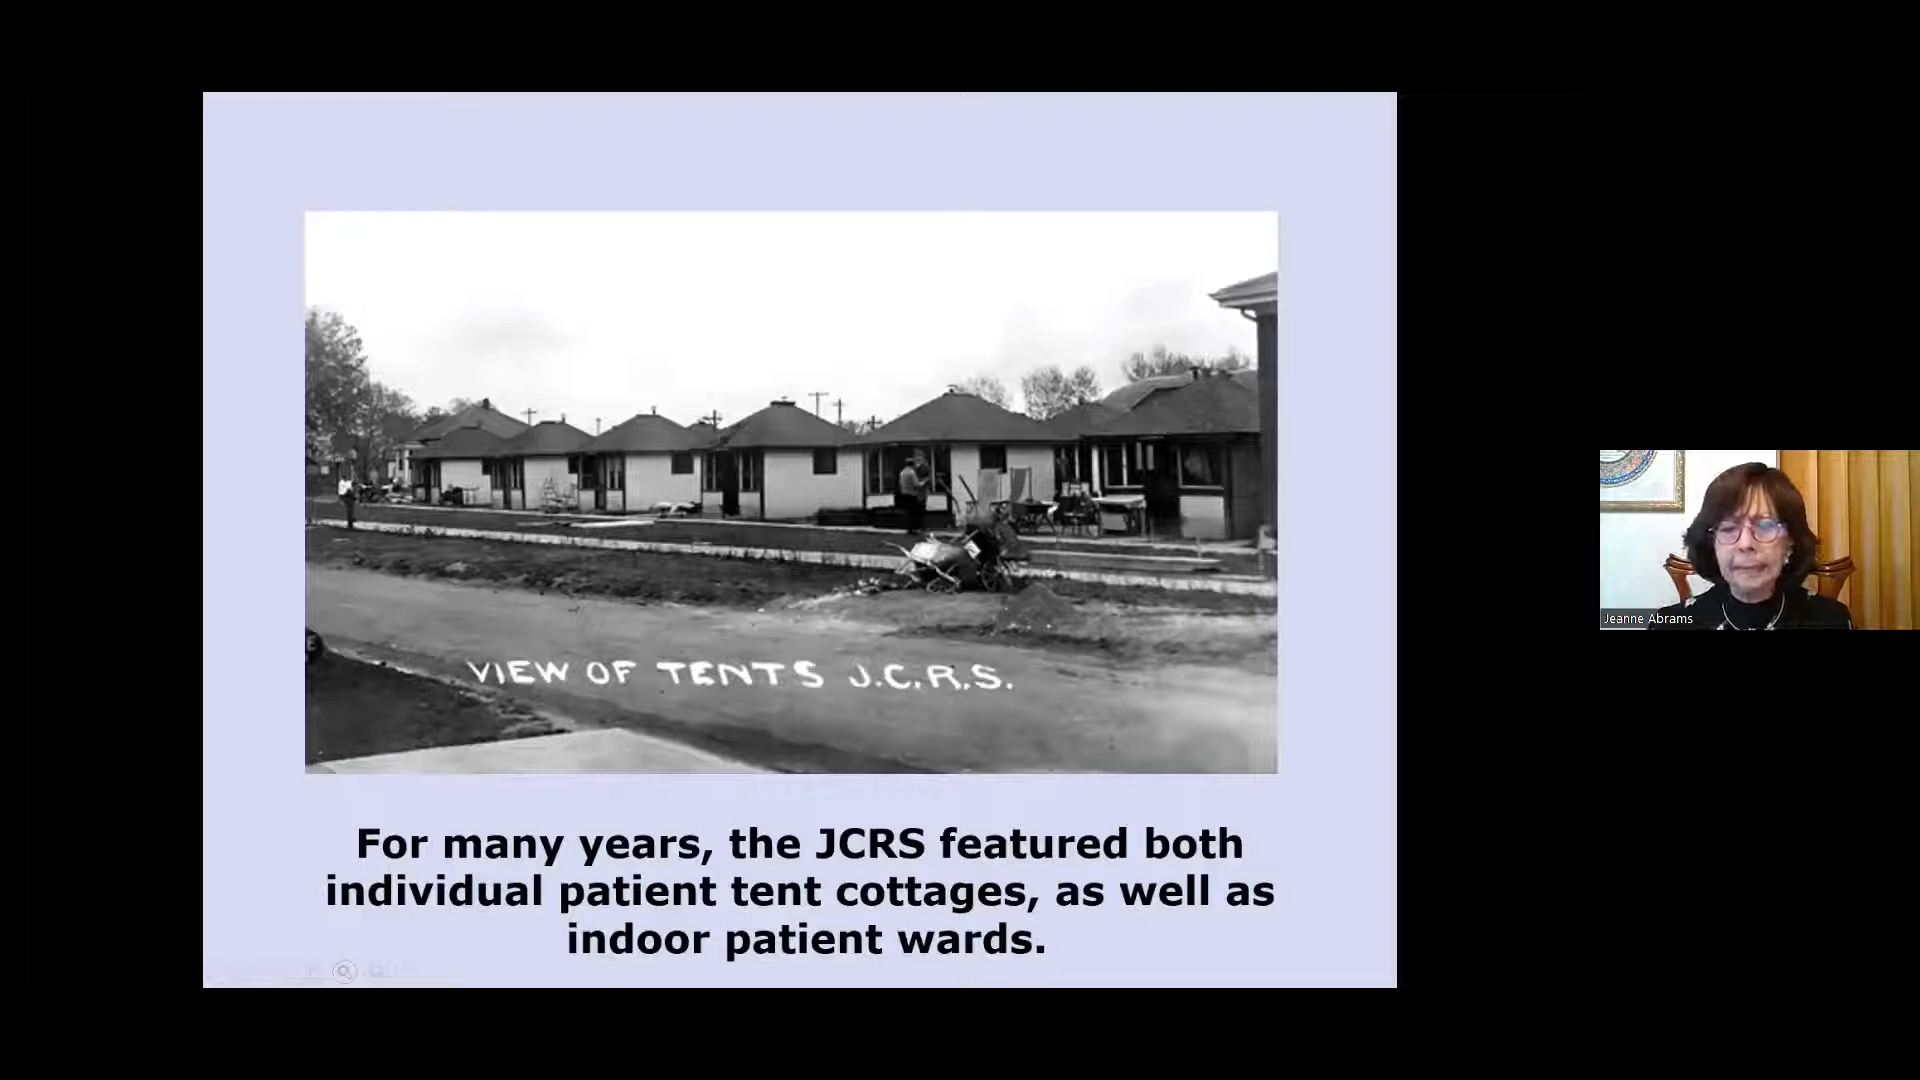 VIEW OF TENTS J.C.R.S.
For many years, the JCRS featured both
individual patient tent cottages, as well as
indoor patient wards.
Jeanne Abrams